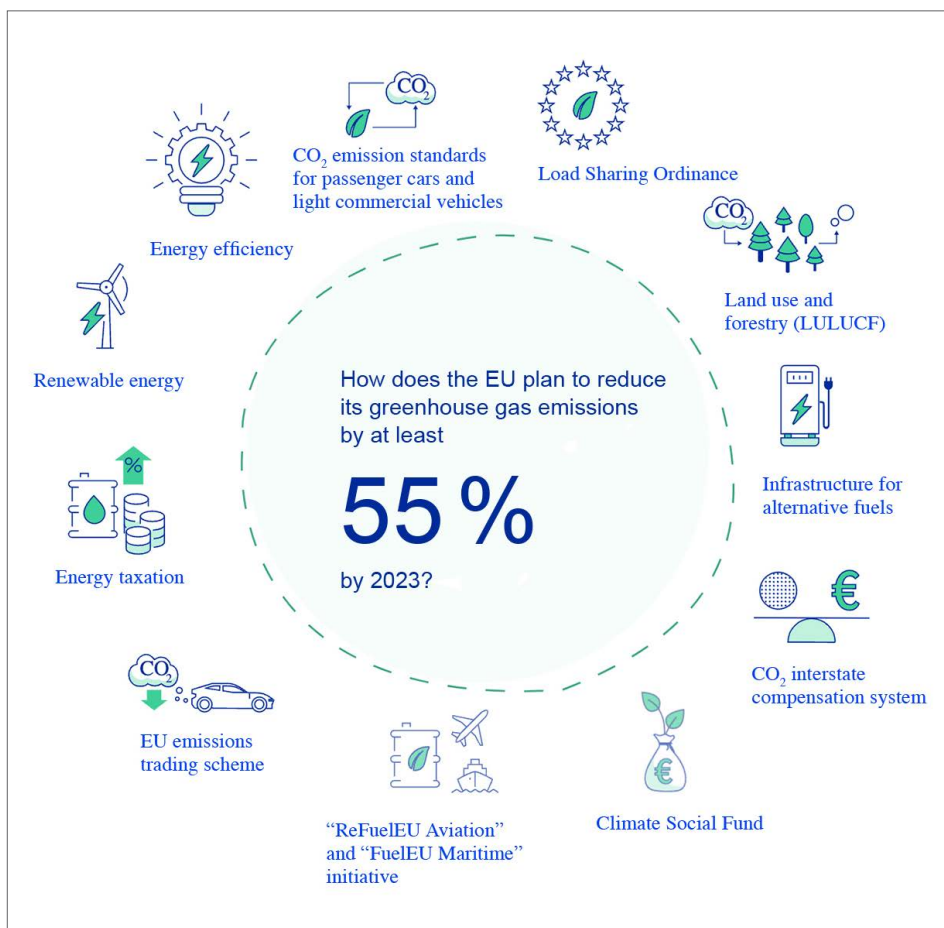 CO₂
CO₂ emission standards
for passenger cars and
light commercial vehicles
Load Sharing Ordinance
Energy efficiency
CO₂
Land use and
forestry (LULUCF)
Renewable energy
How does the EU plan to reduce
its greenhouse gas emissions
by at least
55 %
by 2023?
Infrastructure for
alternative fuels
%
Energy taxation
€
CO₂ interstate
compensation system
CO₂
EU emissions
trading scheme
€
Climate Social Fund
“ReFuelEU Aviation”
and “FuelEU Maritime”
initiative